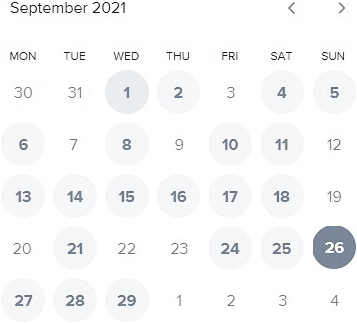 September 2021
MON TUE WED THU FRI SAT SUN
30 31 1 2 3 4 5
6 7 8 9 10 11 12
13 14 15 16 17 18 19
20 21 22 23 24 25 26
27 28 29 1 2 3 4